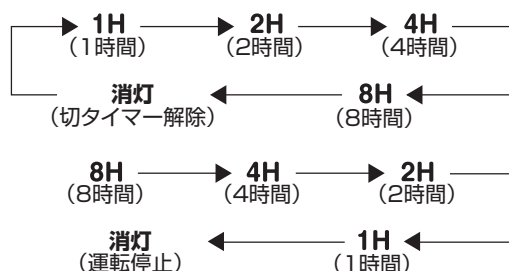 1H 2H 4H
(1時間) (2時間) (4時間)
消灯 8H
(切タイマー解除) (8時間)
8H 4H 2H
(8時間) (4時間) (2時間)
消灯 1H
(運転停止) (1時間)